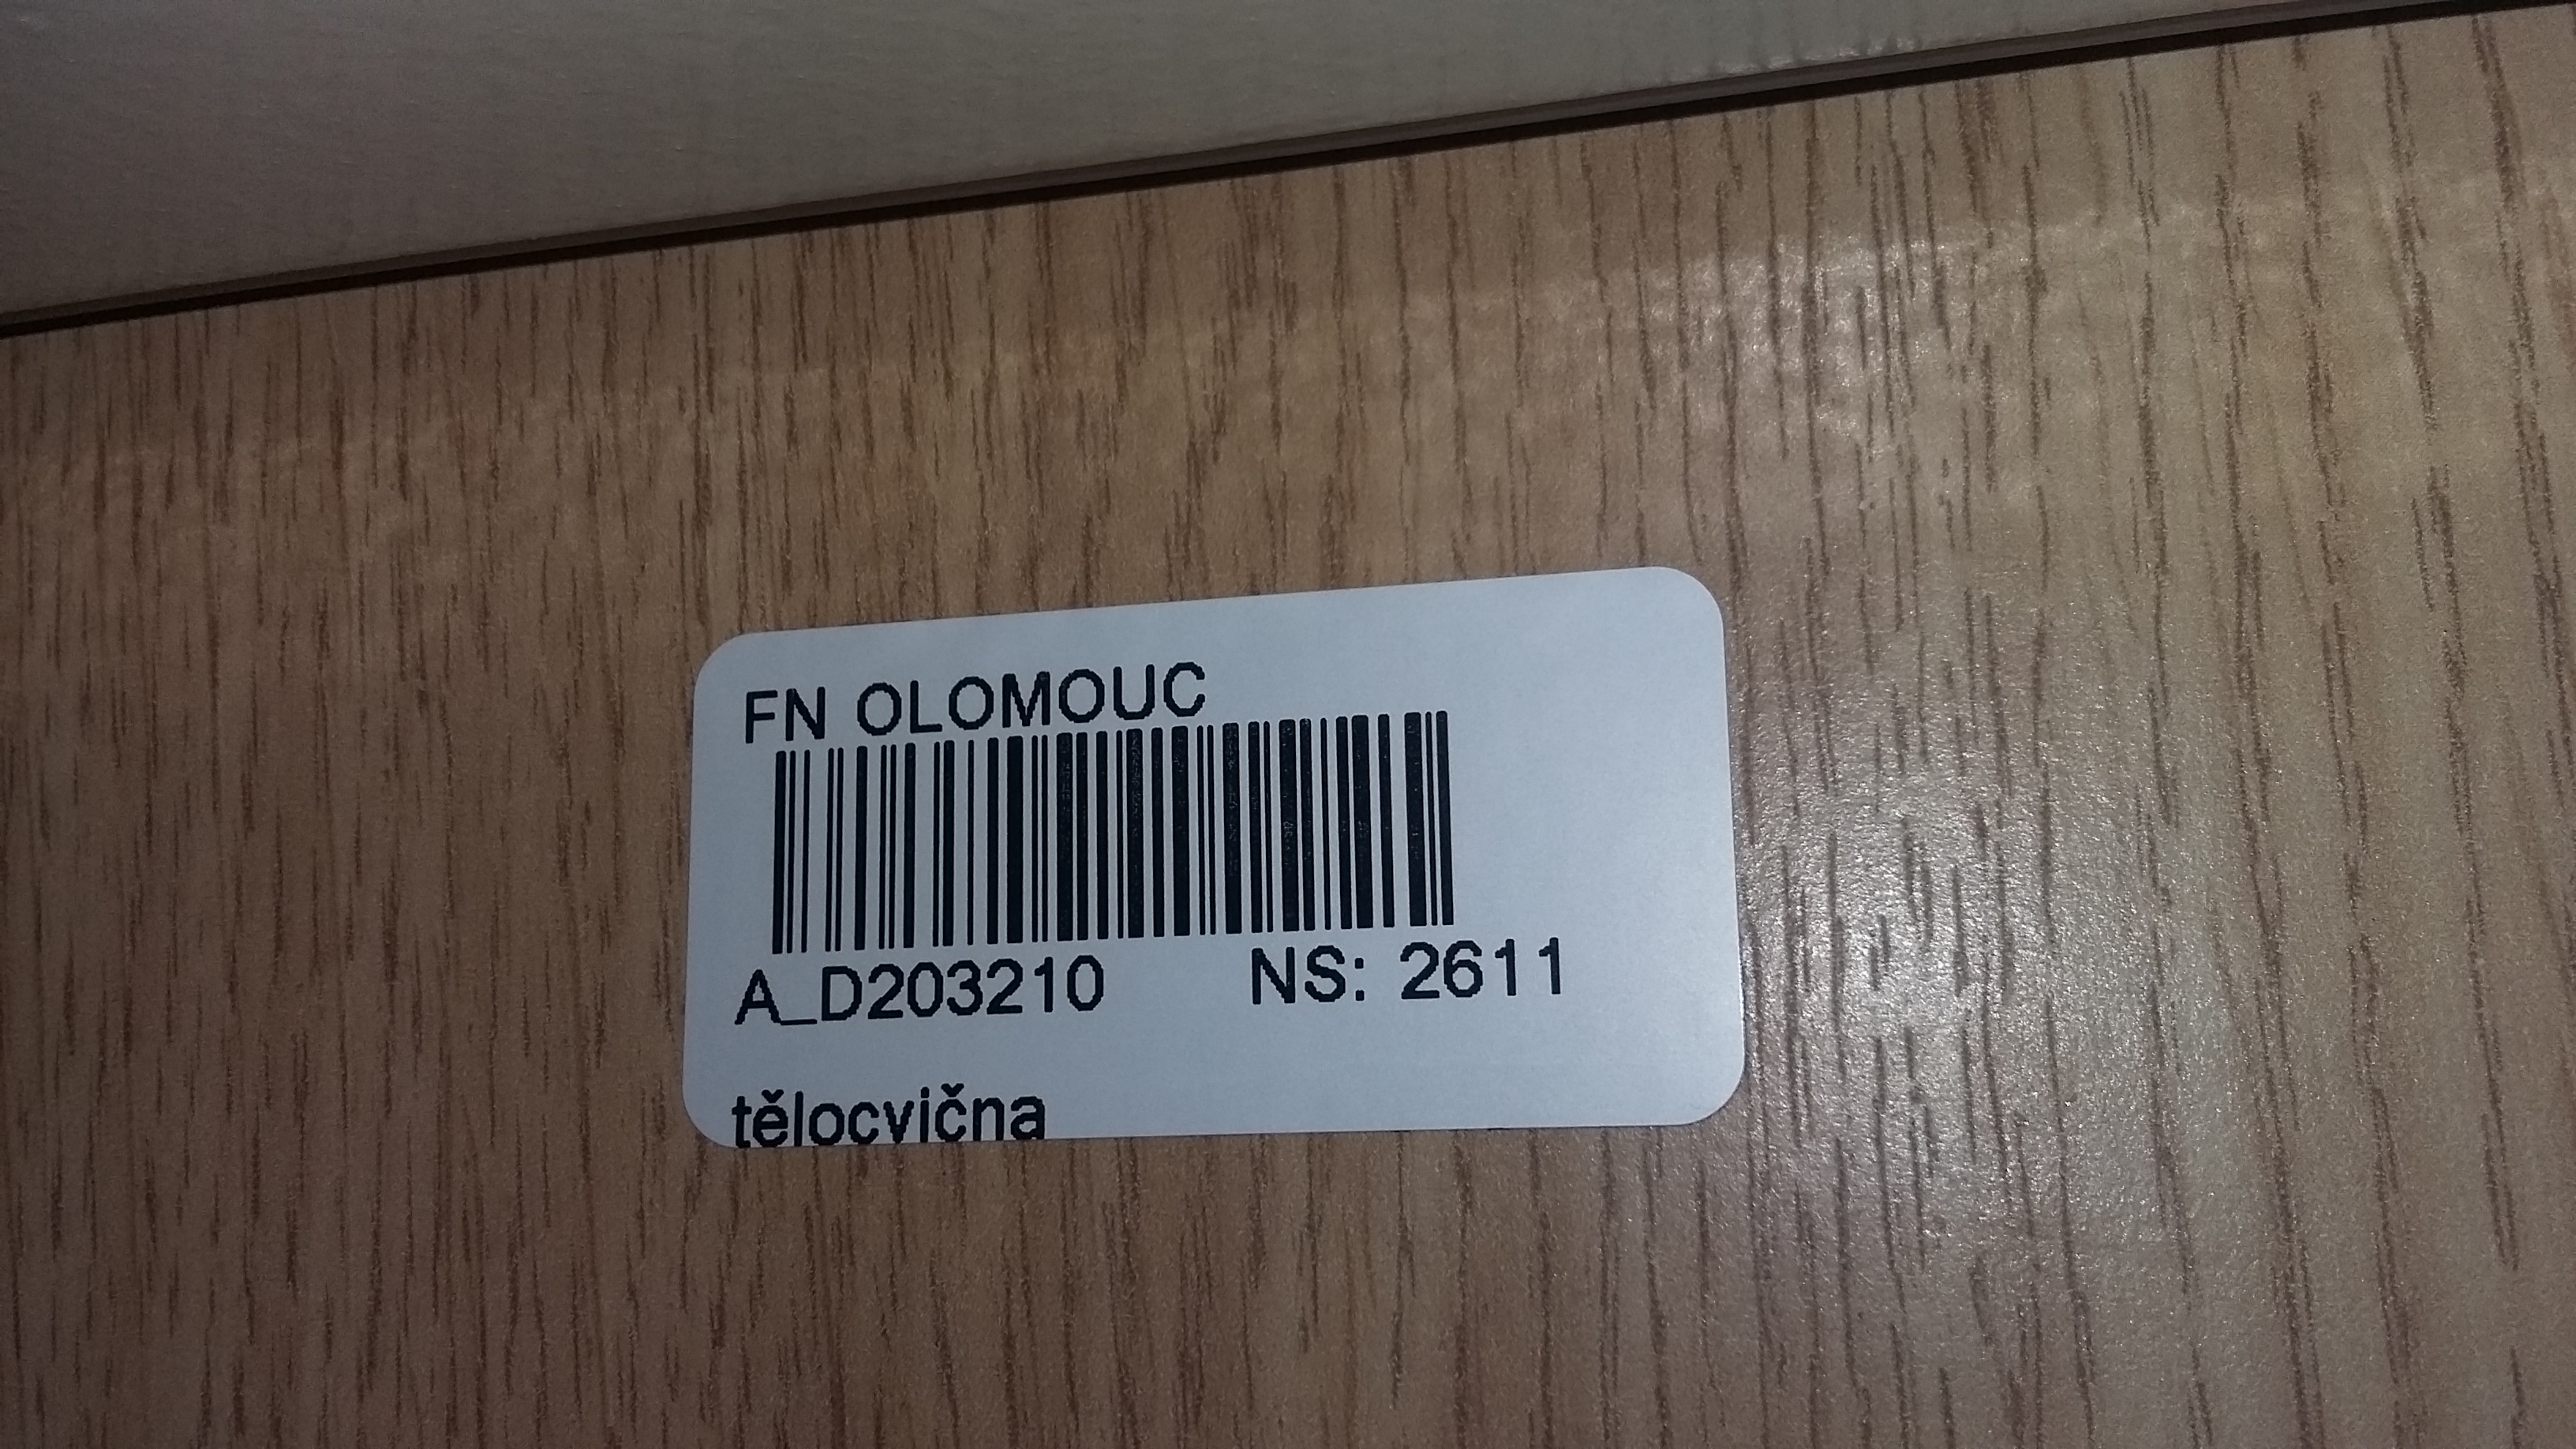 FN OLOMOUC
A_D203210 NS: 2611
tělocvična